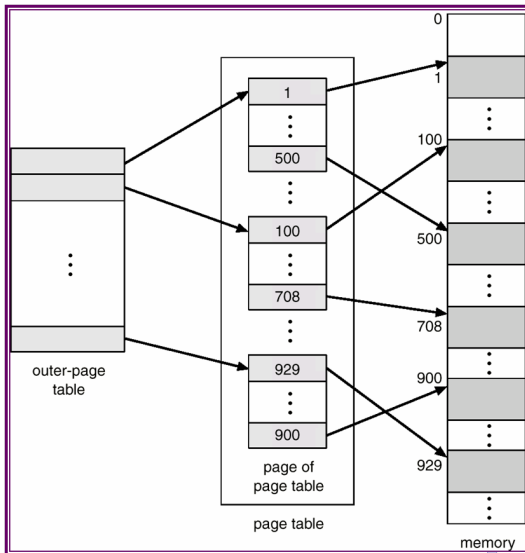 outer-page
table
1
500
100
708
929
900
page of
page table
page table
0
1
100
500
708
900
929
memory